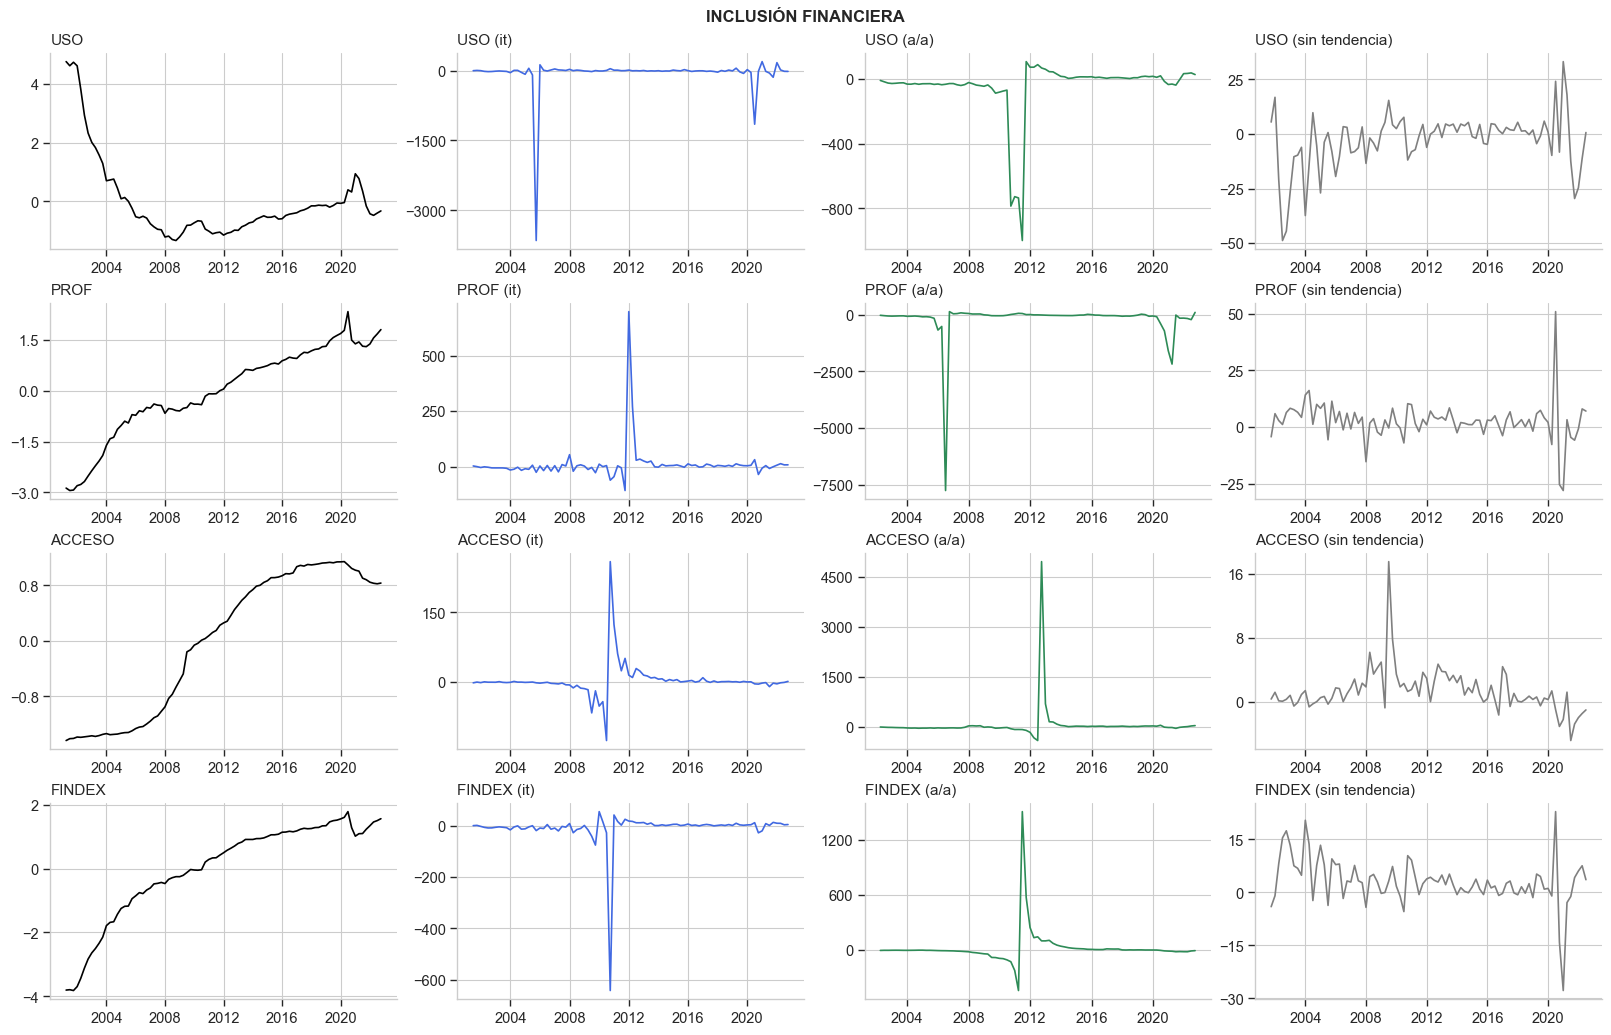 INCLUSIÓN FINANCIERA
USO
USO (it)
USO (a/a)
USO (sin tendencia)
4
2
0
2004 2008 2012 2016 2020
0
−1500
−3000
2004 2008 2012 2016 2020
0
−400
−800
2004 2008 2012 2016 2020
25
0
−25
−50
2004 2008 2012 2016 2020
PROF
PROF (it)
PROF (a/a)
PROF (sin tendencia)
1.5
0.0
−1.5
−3.0
2004 2008 2012 2016 2020
500
250
0
2004 2008 2012 2016 2020
0
−2500
−5000
−7500
2004 2008 2012 2016 2020
50
25
0
−25
2004 2008 2012 2016 2020
ACCESO
ACCESO (it)
ACCESO (a/a)
ACCESO (sin tendencia)
0.8
0.0
−0.8
2004 2008 2012 2016 2020
150
0
2004 2008 2012 2016 2020
4500
3000
1500
0
2004 2008 2012 2016 2020
16
8
0
2004 2008 2012 2016 2020
FINDEX
FINDEX (it)
FINDEX (a/a)
FINDEX (sin tendencia)
2
0
−2
−4
2004 2008 2012 2016 2020
0
−200
−400
−600
2004 2008 2012 2016 2020
1200
600
0
2004 2008 2012 2016 2020
15
0
−15
−30
2004 2008 2012 2016 2020